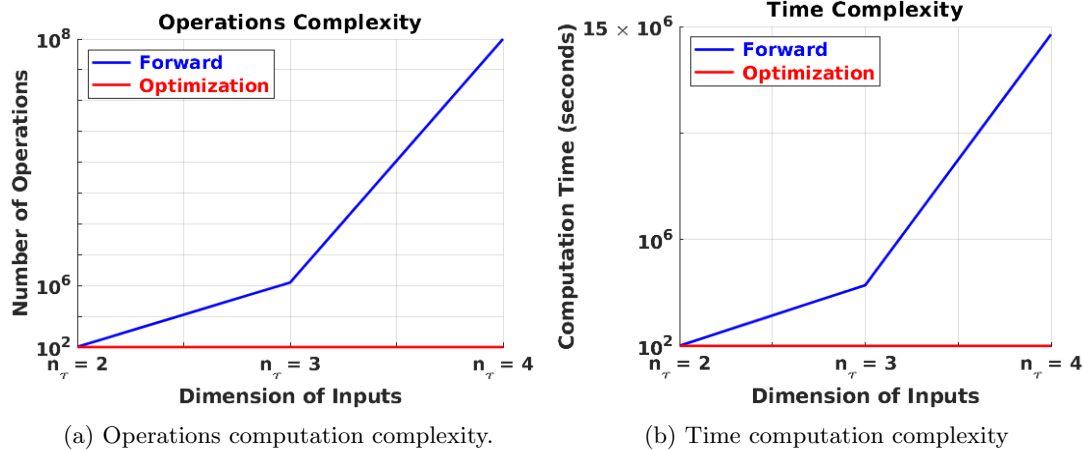 Operations Complexity
10^8
10^6
10^2
Number of Operations
Forward
Optimization
n_τ = 2
n_τ = 3
n_τ = 4
Dimension of Inputs
(a) Operations computation complexity.
Time Complexity
15 × 10^6
10^6
10^2
Computation Time (seconds)
Forward
Optimization
n_τ = 2
n_τ = 3
n_τ = 4
Dimension of Inputs
(b) Time computation complexity